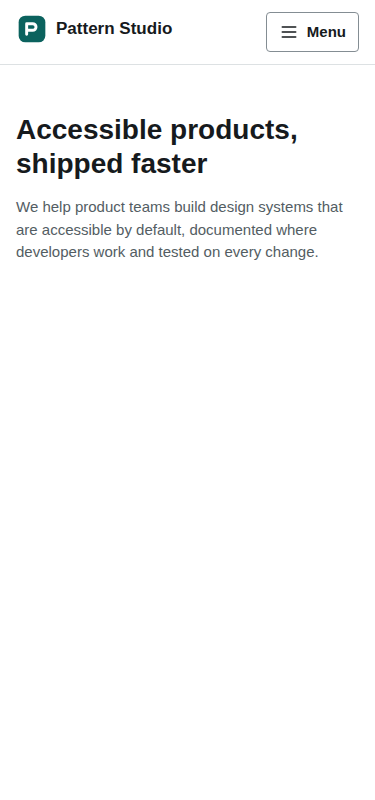 Pattern Studio
Menu
Accessible products,
shipped faster
We help product teams build design systems that
are accessible by default, documented where
developers work and tested on every change.